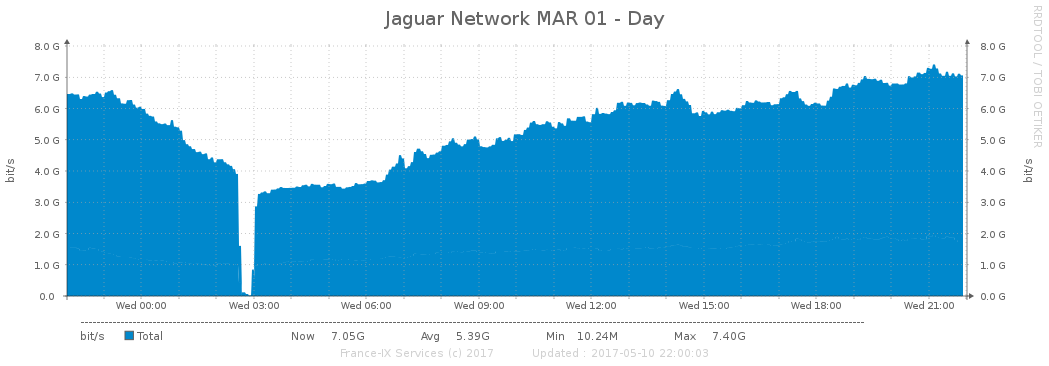 Jaguar Network MAR 01 - Day
RRDTOOL / TOBI OETIKER
8.0 G 8.0 G
7.0 G 7.0 G
6.0 G 6.0 G
5.0 G 5.0 G
4.0 G 4.0 G
3.0 G 3.0 G
2.0 G 2.0 G
1.0 G 1.0 G
0.0 0.0 G
bit/s bit/s
Wed 00:00 Wed 03:00 Wed 06:00 Wed 09:00 Wed 12:00 Wed 15:00 Wed 18:00 Wed 21:00
bit/s Total Now 7.05G Avg 5.39G Min 10.24M Max 7.40G
France-IX Services (c) 2017 Updated : 2017-05-10 22:00:03